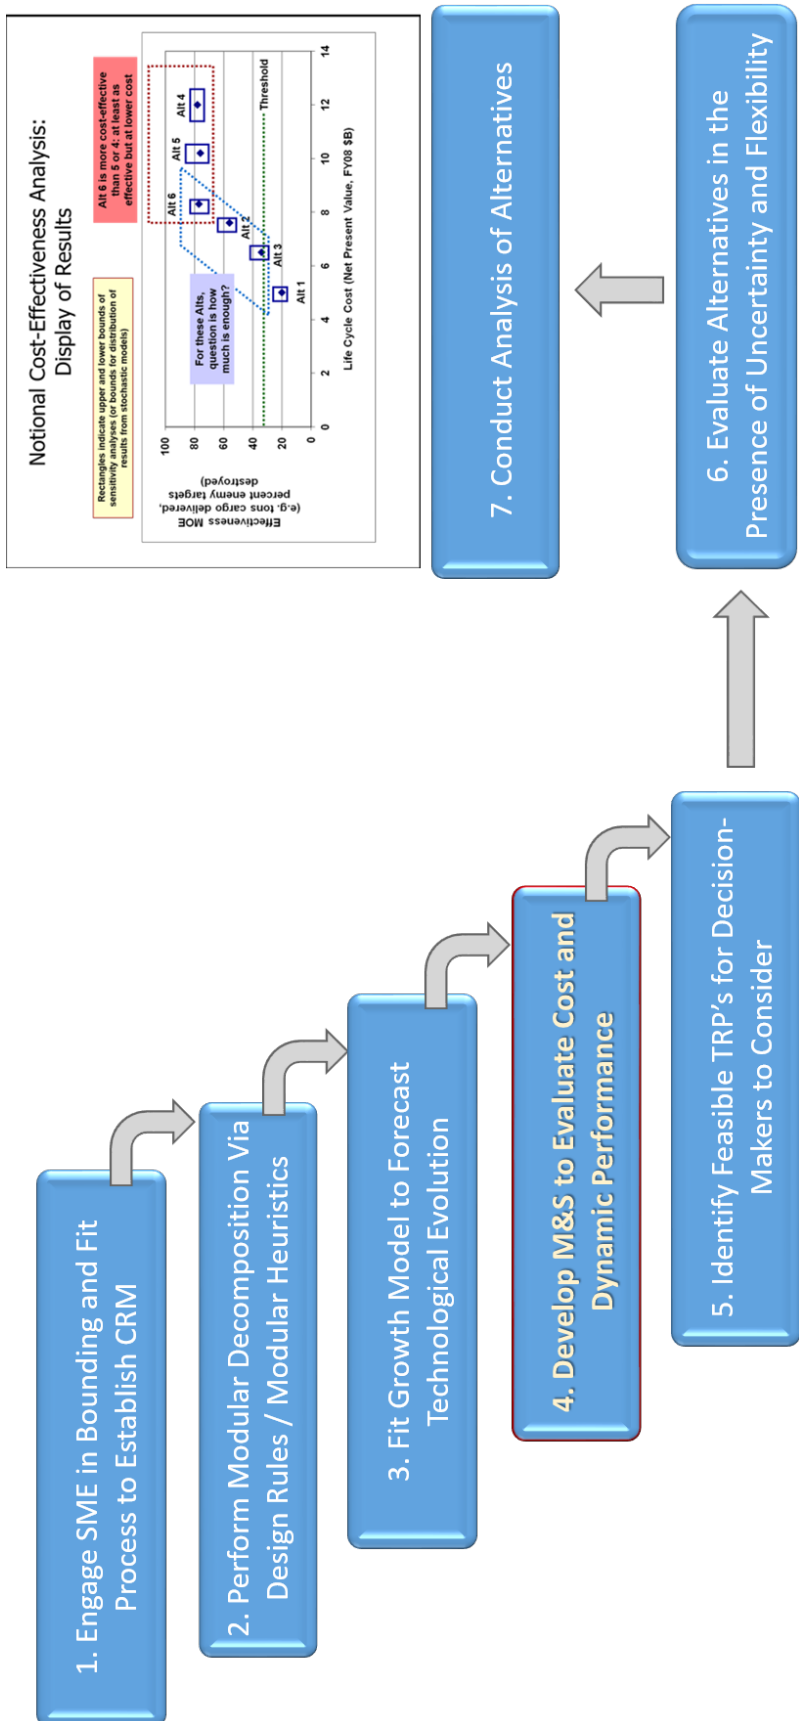 1. Engage SME in Bounding and Fit
Process to Establish CRM
2. Perform Modular Decomposition Via
Design Rules / Modular Heuristics
3. Fit Growth Model to Forecast
Technological Evolution
4. Develop M&S to Evaluate Cost and
Dynamic Performance
5. Identify Feasible TRP's for Decision-
Makers to Consider
6. Evaluate Alternatives in the
Presence of Uncertainty and Flexibility
7. Conduct Analysis of Alternatives
Notional Cost-Effectiveness Analysis:
Display of Results
Rectangles indicate upper and lower bounds of
sensitivity analyses (or bounds for distribution of
results from stochastic models)
Alt 6 is more cost-effective
than 5 or 4: at least as
effective but at lower cost
Effectiveness MOE
(e.g. tons cargo delivered,
percent enemy targets
destroyed)
100
80
60
40
20
0
For these Alts,
question is how
much is enough?
Alt 6
Alt 5
Alt 4
Alt 2
Alt 3
Alt 1
Threshold
0
2
4
6
8
10
12
14
Life Cycle Cost (Net Present Value, FY08 $B)